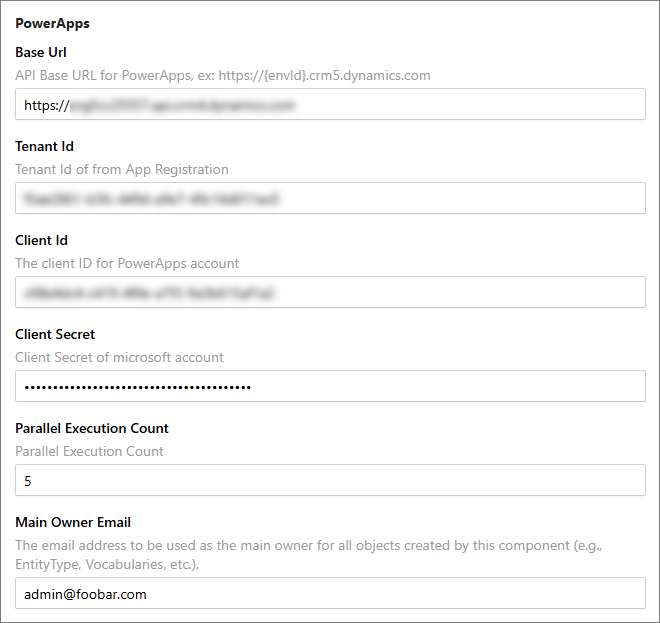 PowerApps
Base Url
API Base URL for PowerApps, ex: https://{envId}.crm5.dynamics.com
https://
Tenant Id
Tenant Id of from App Registration
Client Id
The client ID for PowerApps account
Client Secret
Client Secret of microsoft account
••••••••••••••••••••••••••••••••••••••••
Parallel Execution Count
Parallel Execution Count
5
Main Owner Email
The email address to be used as the main owner for all objects created by this component (e.g.,
EntityType, Vocabularies, etc.).
admin@foobar.com